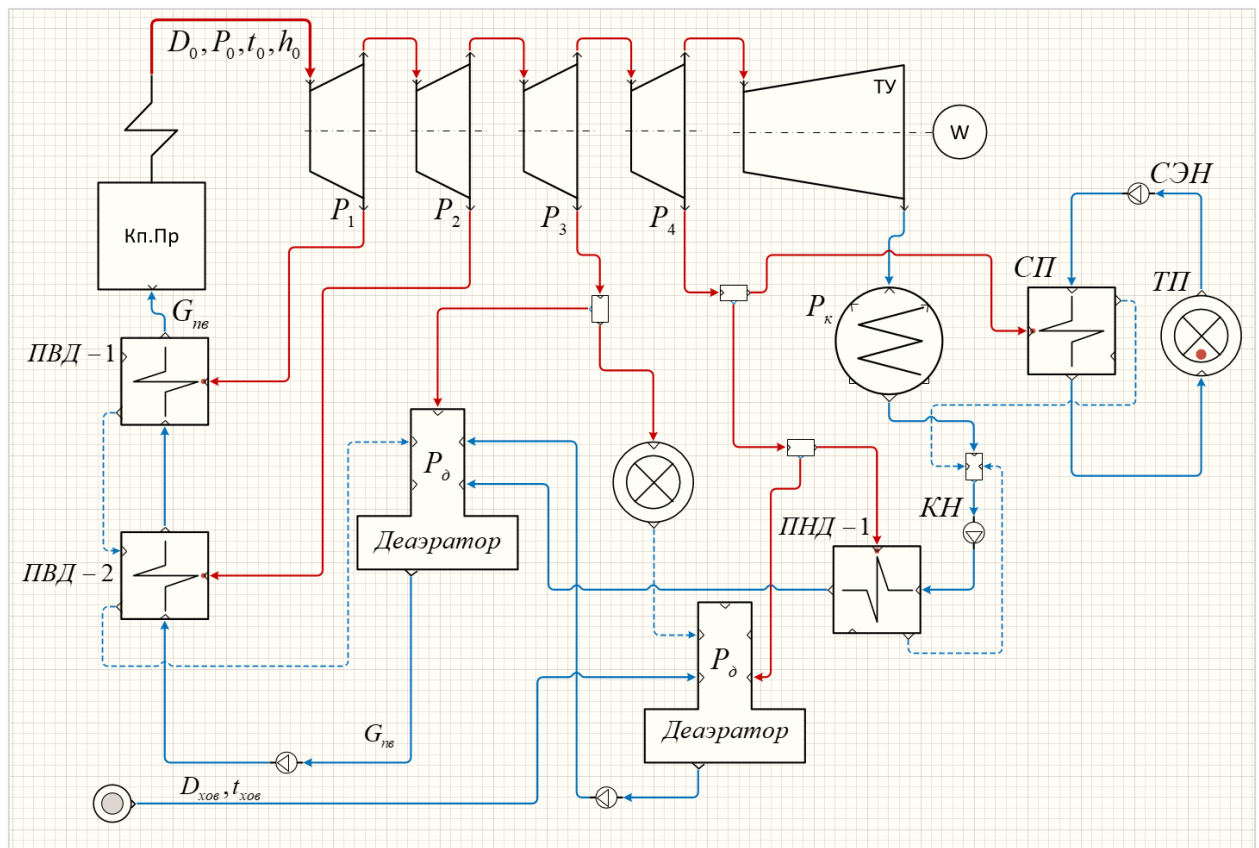 D₀, P₀, t₀, h₀
ТУ
W
СЭН
P₁
P₂
P₃
P₄
Кп.Пр
СП
ТП
Pₖ
Gпв
ПВД – 1
Pд
КН
ПНД – 1
Деаэратор
ПВД – 2
Pд
Gпв
Деаэратор
Dхов, tхов